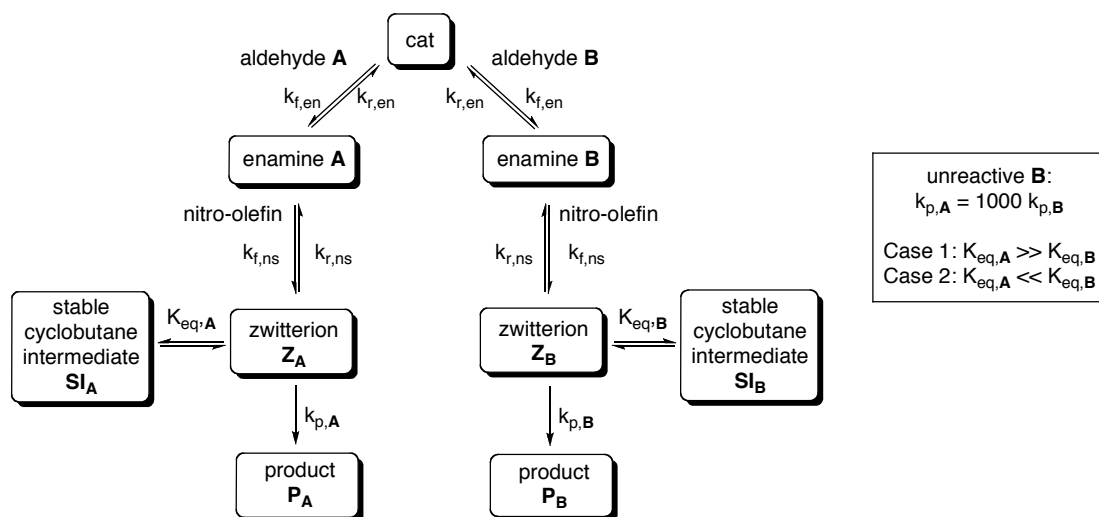 cat
aldehyde A
aldehyde B
k_f,en
k_r,en
k_r,en
k_f,en
enamine A
enamine B
nitro-olefin
nitro-olefin
k_f,ns
k_r,ns
k_r,ns
k_f,ns
stable
cyclobutane
intermediate
SI_A
K_eq,A
zwitterion
Z_A
zwitterion
Z_B
K_eq,B
stable
cyclobutane
intermediate
SI_B
k_p,A
k_p,B
product
P_A
product
P_B
unreactive B:
k_p,A = 1000 k_p,B
Case 1: K_eq,A >> K_eq,B
Case 2: K_eq,A << K_eq,B